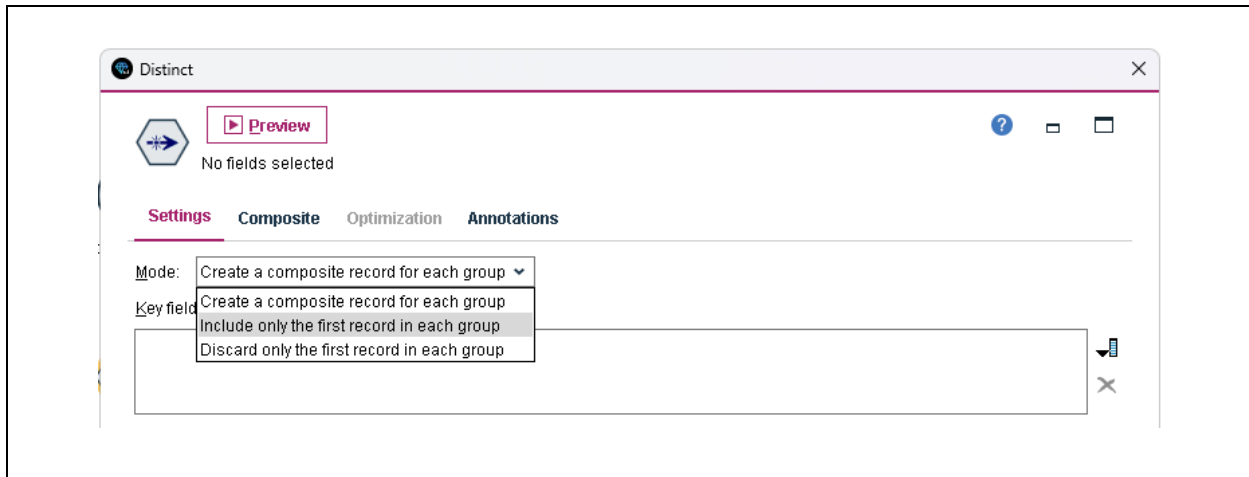 Distinct
Preview
No fields selected
Settings Composite Optimization Annotations
Mode: Create a composite record for each group
Key field
Create a composite record for each group
Include only the first record in each group
Discard only the first record in each group